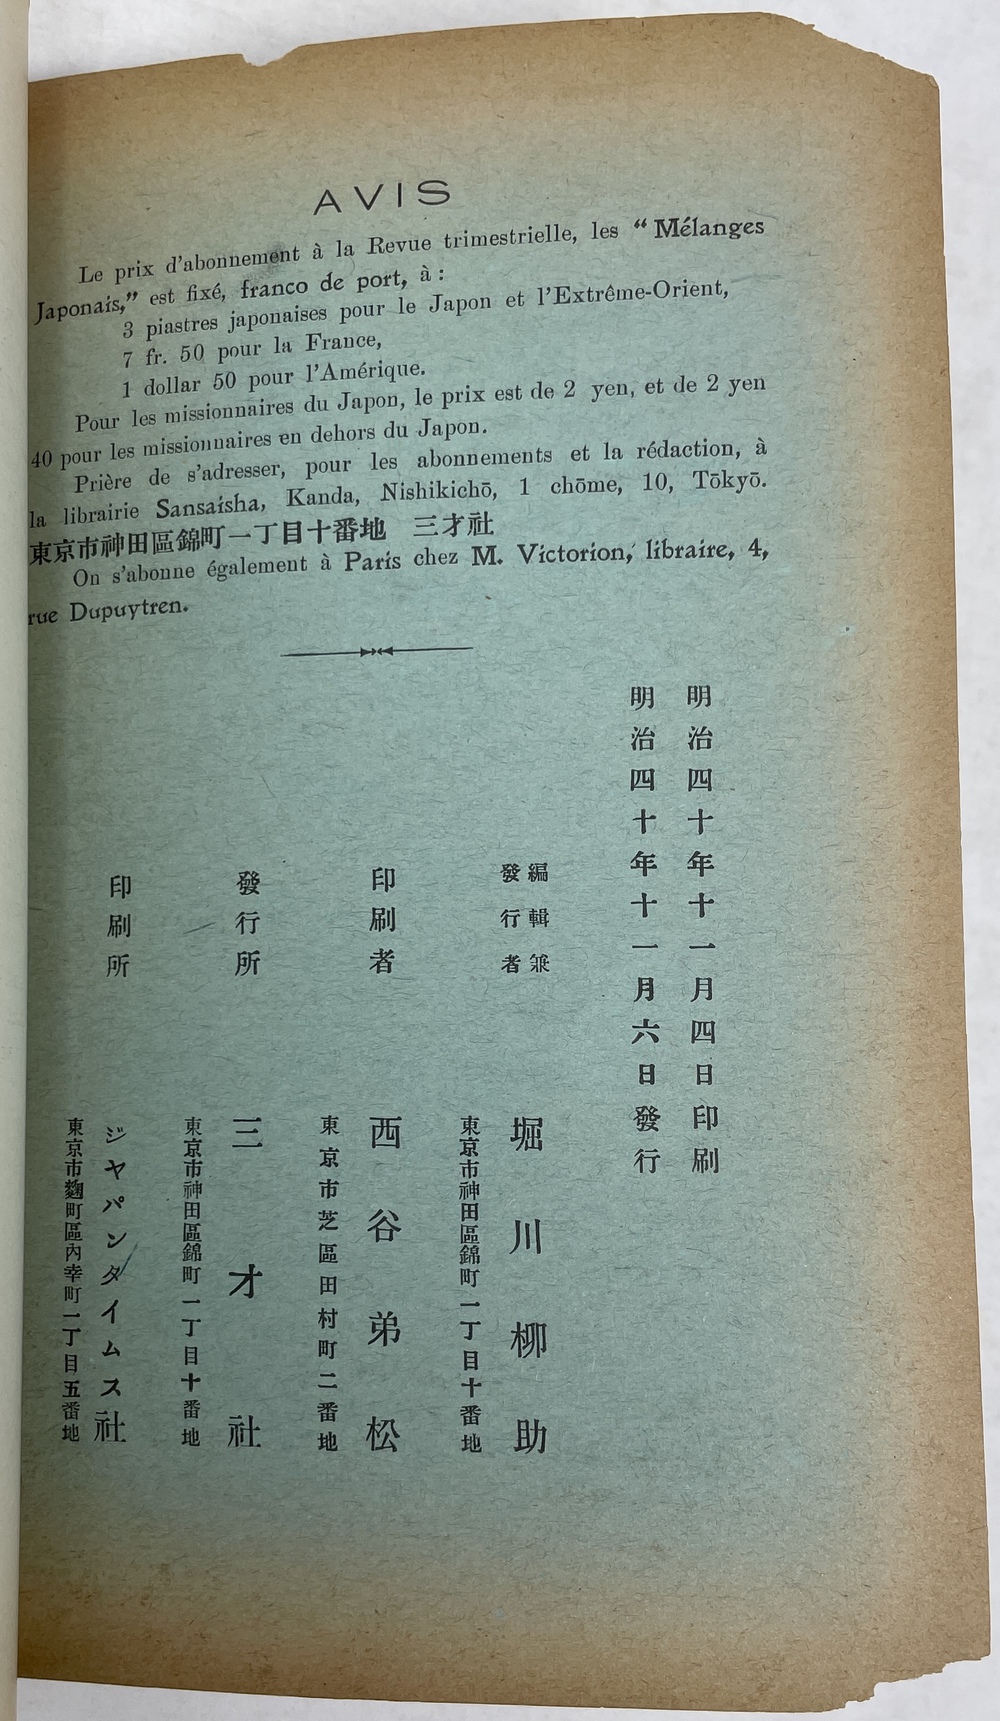 AVIS
Le prix d'abonnement à la Revue trimestrielle, les “Mélanges
Japonais,” est fixé, franco de port, à :
3 piastres japonaises pour le Japon et l'Extrême-Orient,
7 fr. 50 pour la France,
1 dollar 50 pour l'Amérique.
Pour les missionnaires du Japon, le prix est de 2 yen, et de 2 yen
40 pour les missionnaires en dehors du Japon.
Prière de s'adresser, pour les abonnements et la rédaction, à
la librairie Sansaisha, Kanda, Nishikichō, 1 chōme, 10, Tōkyō.
東京市神田區錦町一丁目十番地 三才社
On s'abonne également à Paris chez M. Victorion, libraire, 4,
rue Dupuytren.
明治四十年十一月四日印刷
明治四十年十一月六日發行
編輯兼
發行者
堀川柳助
東京市神田區錦町一丁目十番地
印刷者
西谷弟松
東京市芝區田村町二番地
發行所
三才社
東京市神田區錦町一丁目十番地
印刷所
ジヤパンタイムス社
東京市麴町區內幸町一丁目五番地